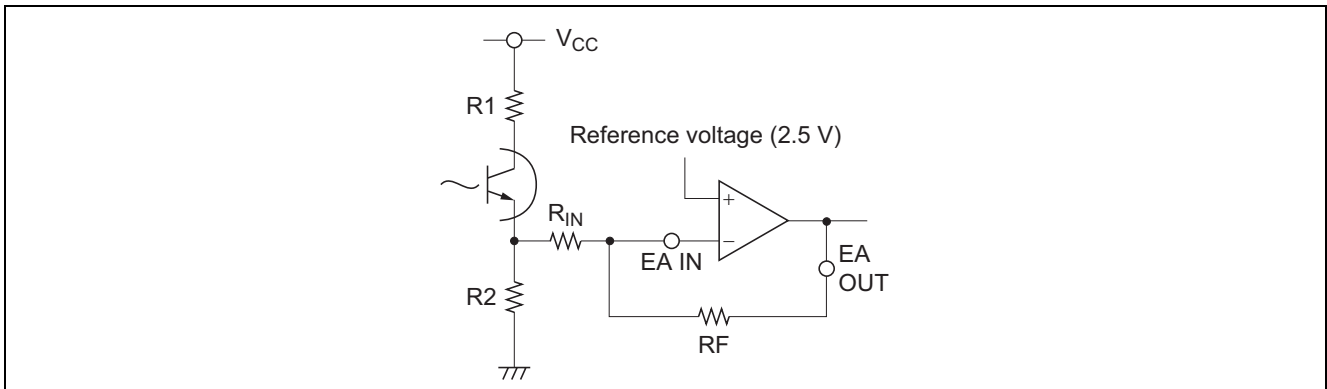 VCC
R1
Reference voltage (2.5 V)
RIN
+
−
EA IN
EA
OUT
R2
RF